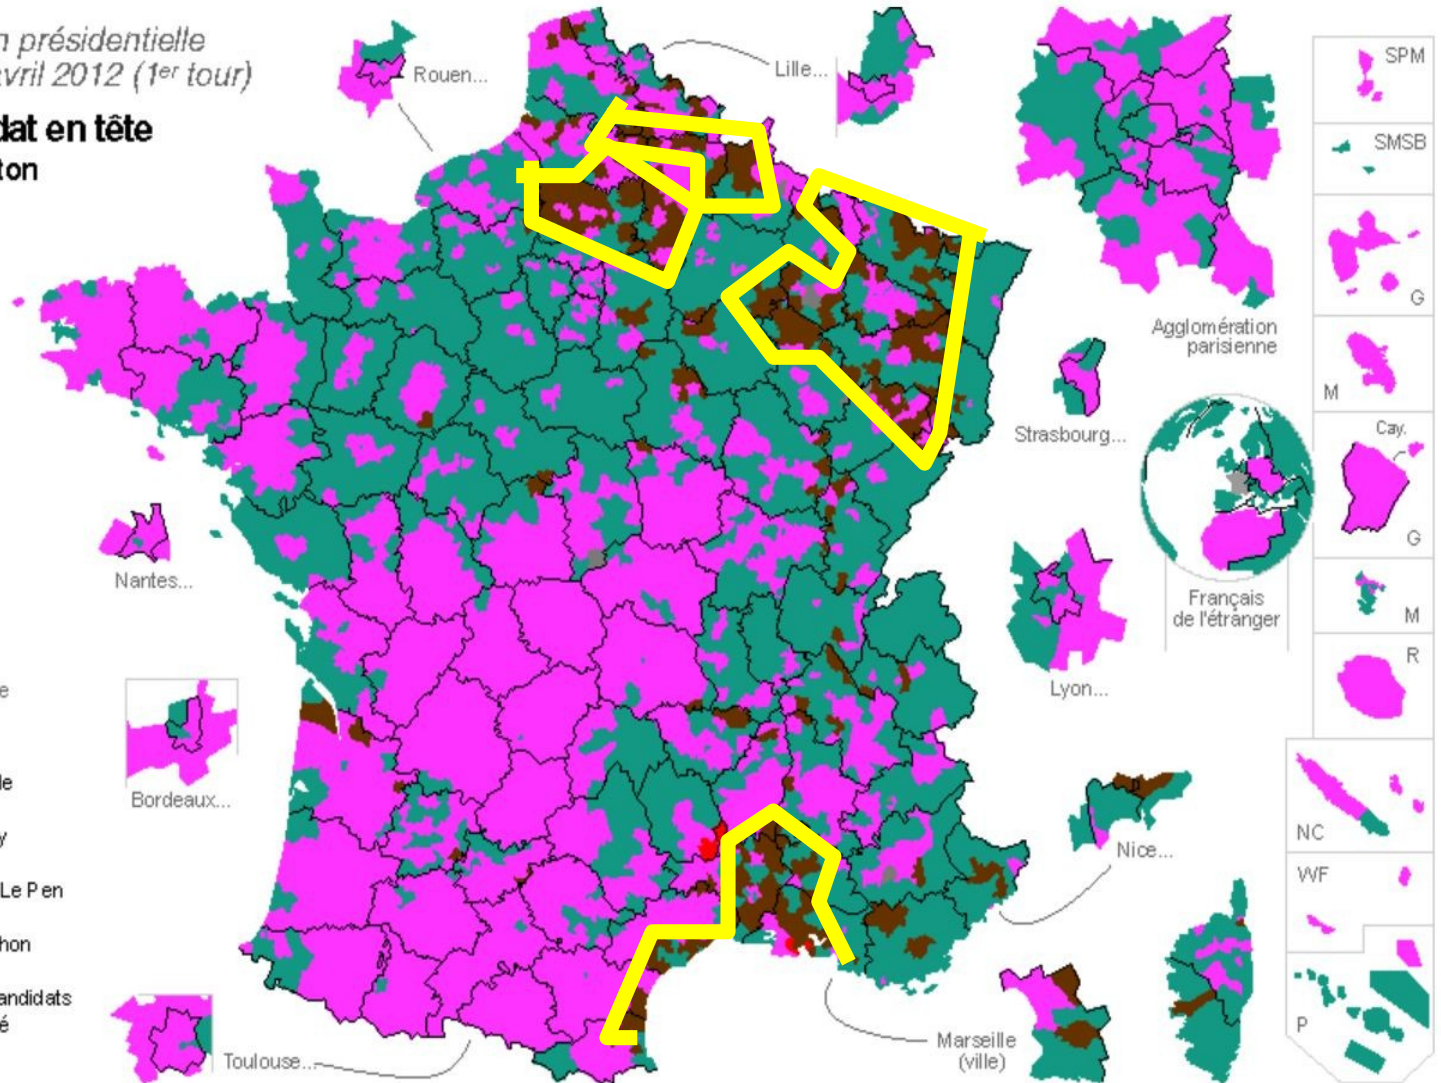 n présidentielle
avril 2012 (1er tour)
dat en tête
ton
Rouen...
Lille...
SPM
SMSB
G
Agglomération
parisienne
M
Strasbourg...
Cay.
G
Nantes...
Français
de l'étranger
M
Lyon...
R
e
Bordeaux...
le
y
Nice...
NC
Le Pen
WF
hon
andidats
é
Toulouse...
Marseille
(ville)
P